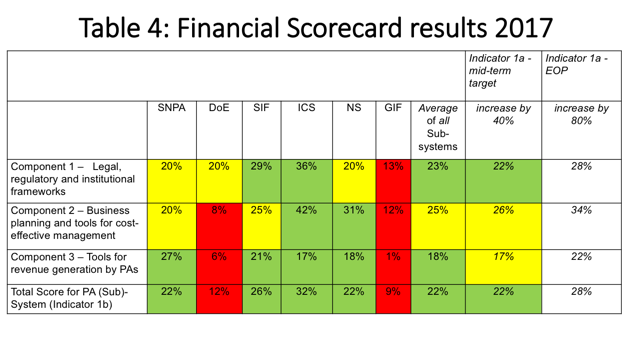 Table 4: Financial Scorecard results 2017
Indicator 1a -
mid-term
target
Indicator 1a -
EOP
SNPA
DoE
SIF
ICS
NS
GIF
Average
of all
Sub-
systems
increase by
40%
increase by
80%
Component 1 – Legal,
regulatory and institutional
frameworks
20%
20%
29%
36%
20%
13%
23%
22%
28%
Component 2 – Business
planning and tools for cost-
effective management
20%
8%
25%
42%
31%
12%
25%
26%
34%
Component 3 – Tools for
revenue generation by PAs
27%
6%
21%
17%
18%
1%
18%
17%
22%
Total Score for PA (Sub)-
System (Indicator 1b)
22%
12%
26%
32%
22%
9%
22%
22%
28%